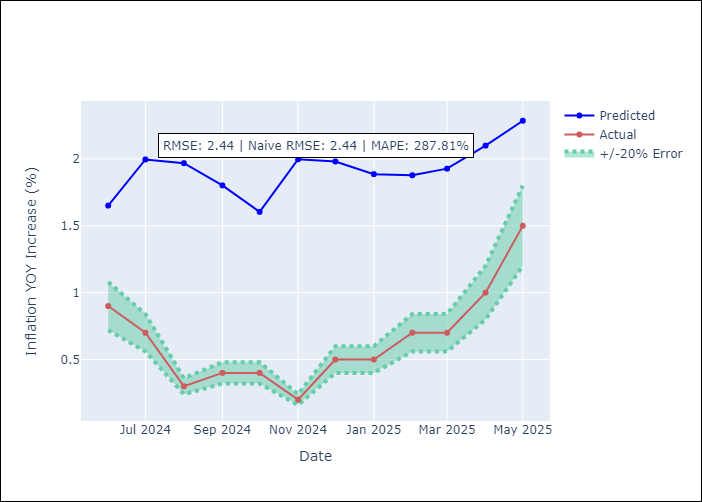 RMSE: 2.44 | Naive RMSE: 2.44 | MAPE: 287.81%
Predicted
Actual
+/-20% Error
Inflation YOY Increase (%)
2
1.5
1
0.5
Jul 2024
Sep 2024
Nov 2024
Jan 2025
Mar 2025
May 2025
Date